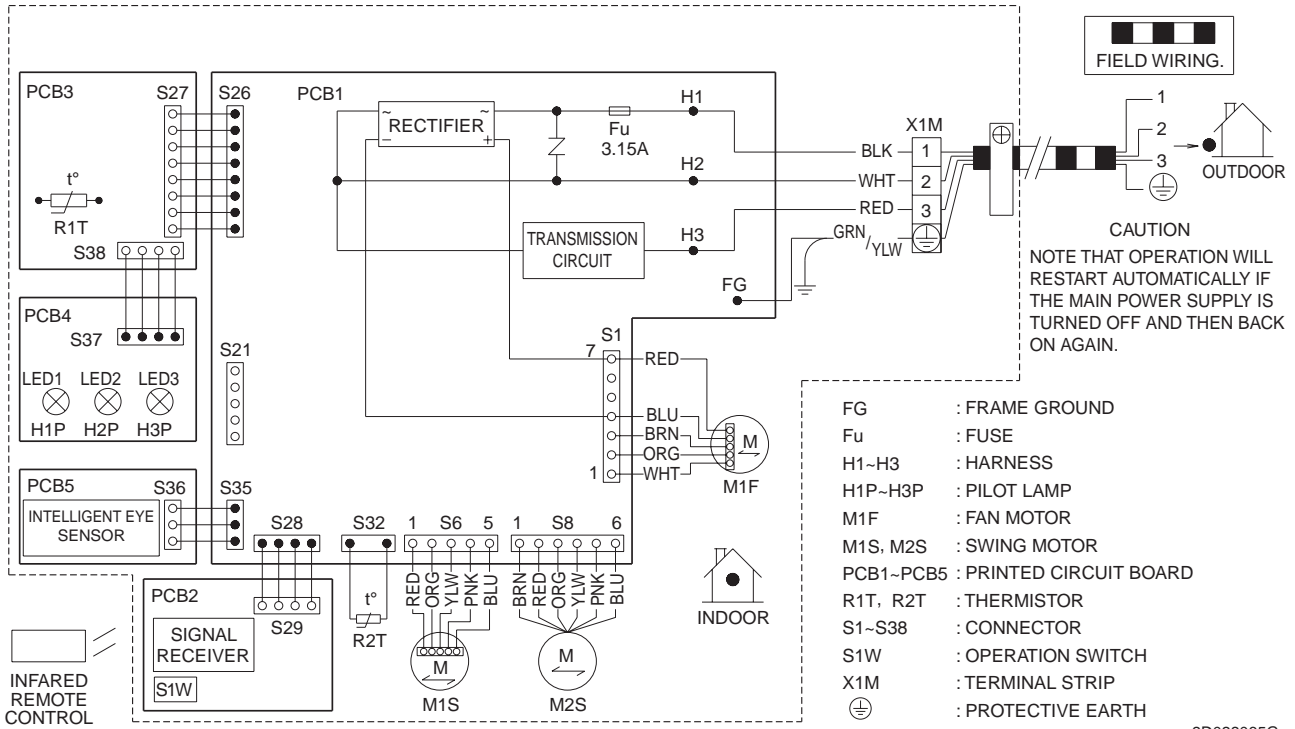 PCB3
S27
S26
PCB1
RECTIFIER
~
~
−
+
Fu
3.15A
H1
H2
H3
TRANSMISSION
CIRCUIT
FG
X1M
BLK
1
WHT
2
RED
3
GRN
/YLW
FIELD WIRING.
1
2
3
OUTDOOR
CAUTION
NOTE THAT OPERATION WILL
RESTART AUTOMATICALLY IF
THE MAIN POWER SUPPLY IS
TURNED OFF AND THEN BACK
ON AGAIN.
t°
R1T
S38
PCB4
S37
LED1 LED2 LED3
H1P H2P H3P
S21
S1
7
RED
BLU
BRN
ORG
1
WHT
M
M1F
PCB5
S36
S35
INTELLIGENT EYE
SENSOR
S28
S32
1 S6 5
1 S8 6
PCB2
S29
SIGNAL
RECEIVER
S1W
t°
R2T
RED
ORG
YLW
PNK
BLU
M
M1S
BRN
RED
ORG
YLW
PNK
BLU
M
M2S
INDOOR
INFARED
REMOTE
CONTROL
FG : FRAME GROUND
Fu : FUSE
H1~H3 : HARNESS
H1P~H3P : PILOT LAMP
M1F : FAN MOTOR
M1S, M2S : SWING MOTOR
PCB1~PCB5 : PRINTED CIRCUIT BOARD
R1T, R2T : THERMISTOR
S1~S38 : CONNECTOR
S1W : OPERATION SWITCH
X1M : TERMINAL STRIP
: PROTECTIVE EARTH